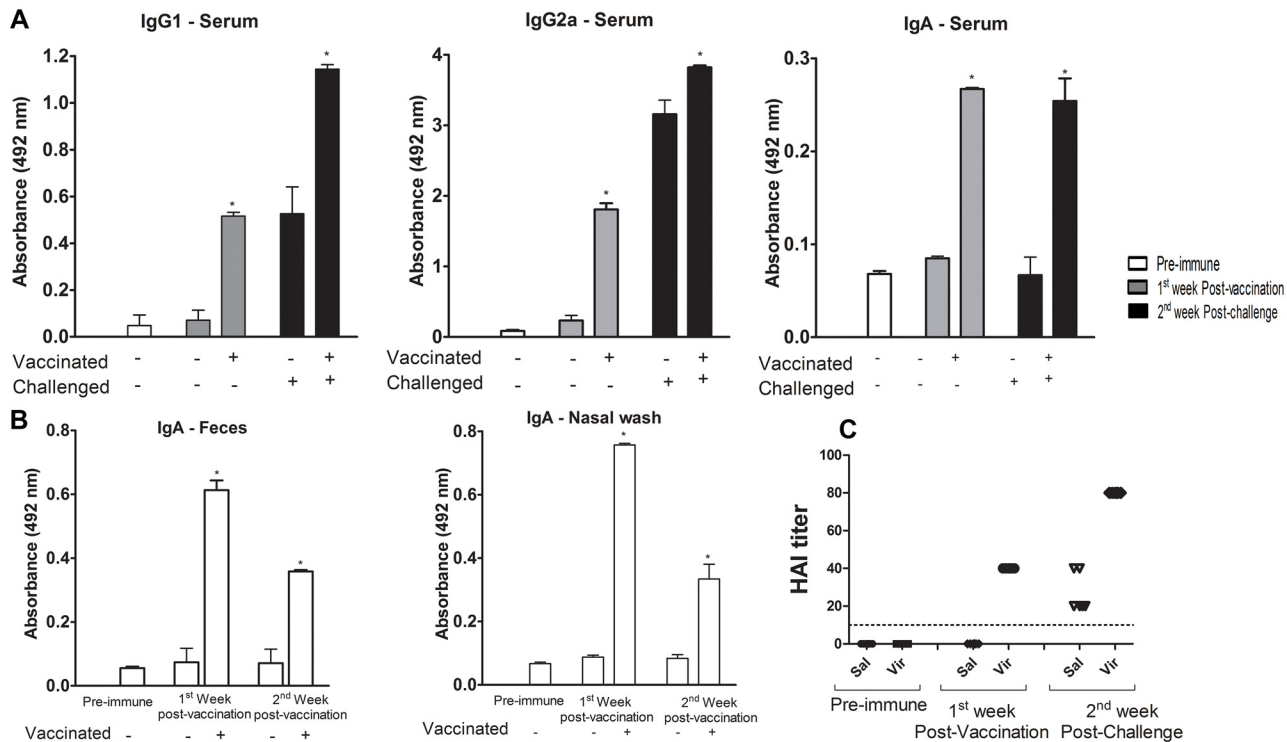 A
IgG1 - Serum
Absorbance (492 nm)
1.2
1.0
0.8
0.6
0.4
0.2
0.0
*
*
Vaccinated - - + - +
Challenged - - - + +
IgG2a - Serum
Absorbance (492 nm)
4
3
2
1
0
*
*
- - + - +
- - - + +
IgA - Serum
Absorbance (492 nm)
0.3
0.2
0.1
0.0
*
*
Vaccinated - - + - +
Challenged - - - + +
Pre-immune
1st week Post-vaccination
2nd week Post-challenge
B
IgA - Feces
Absorbance (492 nm)
0.8
0.6
0.4
0.2
0.0
*
*
Pre-immune 1st Week 2nd Week
post-vaccination post-vaccination
Vaccinated - - + - +
IgA - Nasal wash
Absorbance (492 nm)
0.8
0.6
0.4
0.2
0.0
*
*
Pre-immune 1st Week 2nd Week
post-vaccination post-vaccination
Vaccinated - - + - +
C
HAI titer
100
80
60
40
20
0
Sal Vir Sal Vir Sal Vir
Pre-immune 1st week 2nd week
Post-Vaccination Post-Challenge